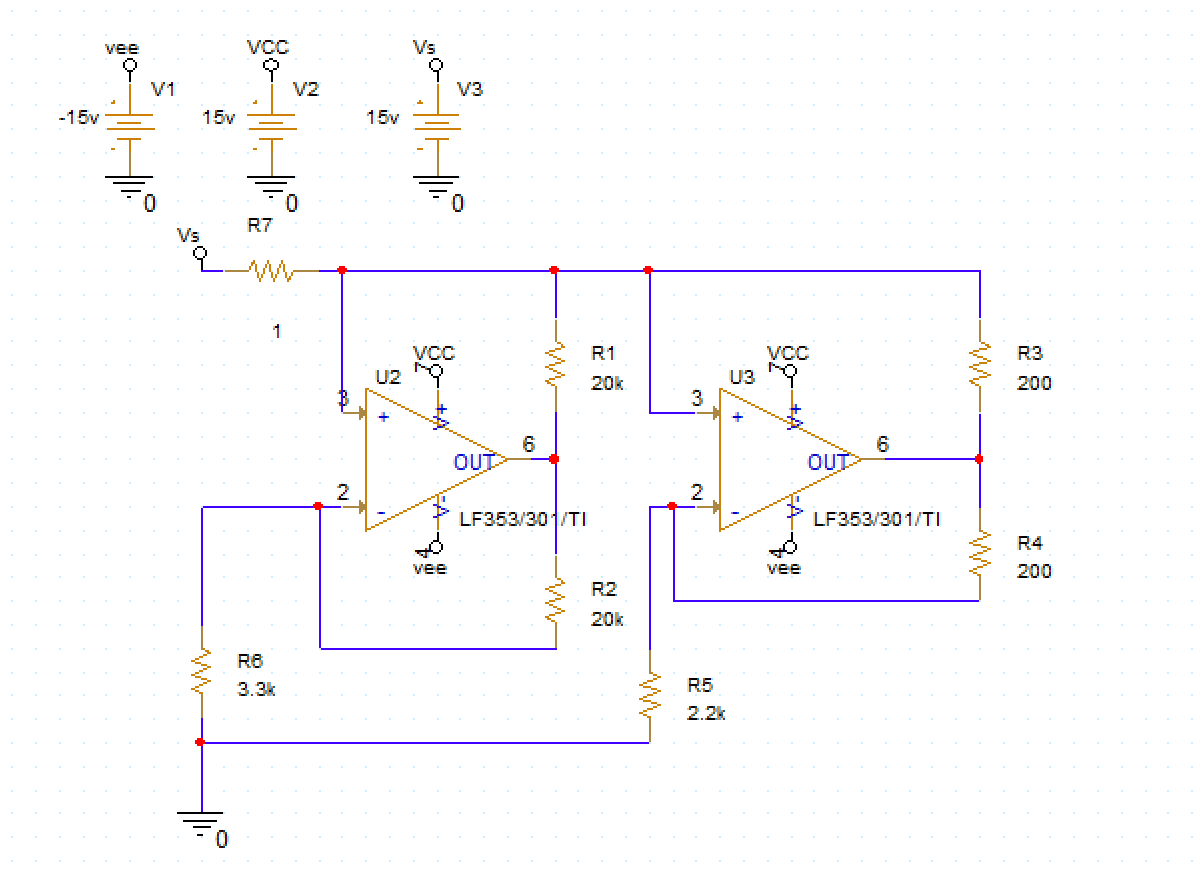 vee
VCC
Vs
V1
V2
V3
-15v
15v
15v
0
0
0
R7
Vs
1
VCC
7
U2
3
+
+
V
R1
20k
VCC
7
U3
3
+
+
V
R3
200
6
OUT
6
OUT
2
-
V-
LF353/301/TI
4
vee
2
-
V-
LF353/301/TI
4
vee
R4
200
R2
20k
R6
3.3k
R5
2.2k
0